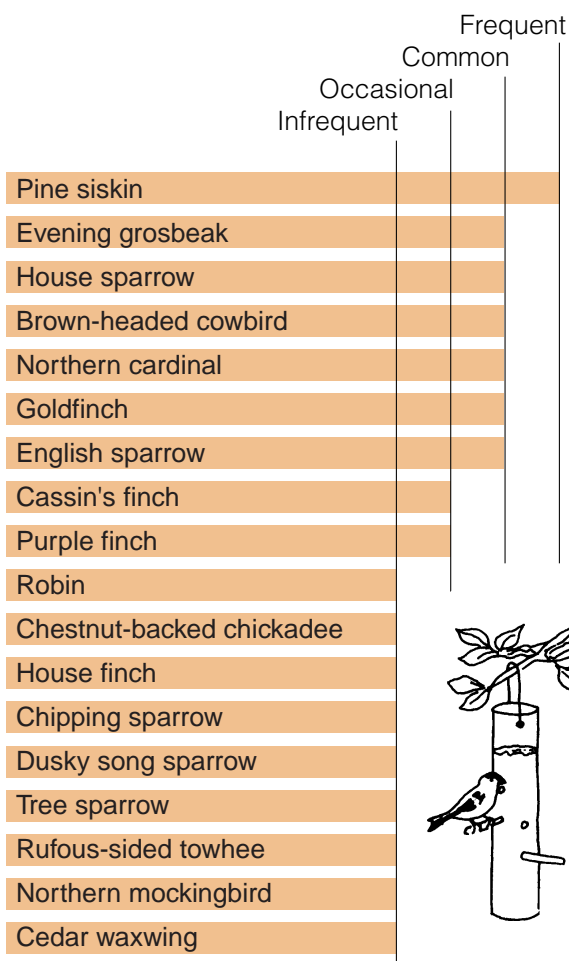 Frequent
Common
Occasional
Infrequent
Pine siskin
Evening grosbeak
House sparrow
Brown-headed cowbird
Northern cardinal
Goldfinch
English sparrow
Cassin's finch
Purple finch
Robin
Chestnut-backed chickadee
House finch
Chipping sparrow
Dusky song sparrow
Tree sparrow
Rufous-sided towhee
Northern mockingbird
Cedar waxwing